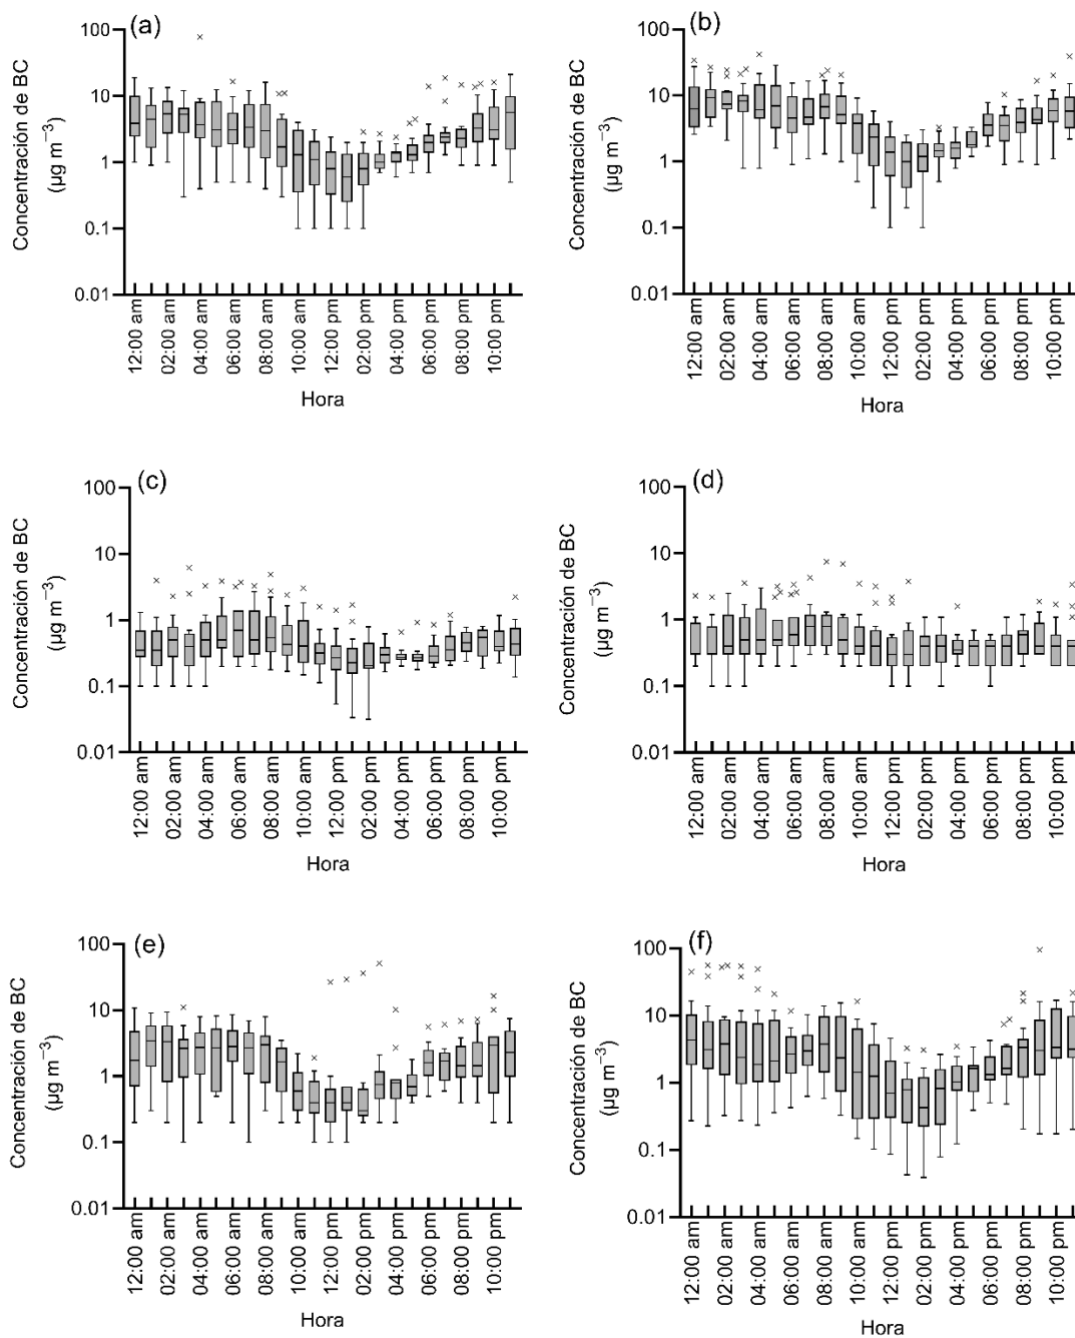 (a)
Concentración de BC
(µg m⁻³)
100
10
1
0.1
0.01
12:00 am
02:00 am
04:00 am
06:00 am
08:00 am
10:00 am
12:00 pm
02:00 pm
04:00 pm
06:00 pm
08:00 pm
10:00 pm
Hora
(b)
Concentración de BC
(µg m⁻³)
100
10
1
0.1
0.01
12:00 am
02:00 am
04:00 am
06:00 am
08:00 am
10:00 am
12:00 pm
02:00 pm
04:00 pm
06:00 pm
08:00 pm
10:00 pm
Hora
(c)
Concentración de BC
(µg m⁻³)
100
10
1
0.1
0.01
12:00 am
02:00 am
04:00 am
06:00 am
08:00 am
10:00 am
12:00 pm
02:00 pm
04:00 pm
06:00 pm
08:00 pm
10:00 pm
Hora
(d)
Concentración de BC
(µg m⁻³)
100
10
1
0.1
0.01
12:00 am
02:00 am
04:00 am
06:00 am
08:00 am
10:00 am
12:00 pm
02:00 pm
04:00 pm
06:00 pm
08:00 pm
10:00 pm
Hora
(e)
Concentración de BC
(µg m⁻³)
100
10
1
0.1
0.01
12:00 am
02:00 am
04:00 am
06:00 am
08:00 am
10:00 am
12:00 pm
02:00 pm
04:00 pm
06:00 pm
08:00 pm
10:00 pm
Hora
(f)
Concentración de BC
(µg m⁻³)
100
10
1
0.1
0.01
12:00 am
02:00 am
04:00 am
06:00 am
08:00 am
10:00 am
12:00 pm
02:00 pm
04:00 pm
06:00 pm
08:00 pm
10:00 pm
Hora